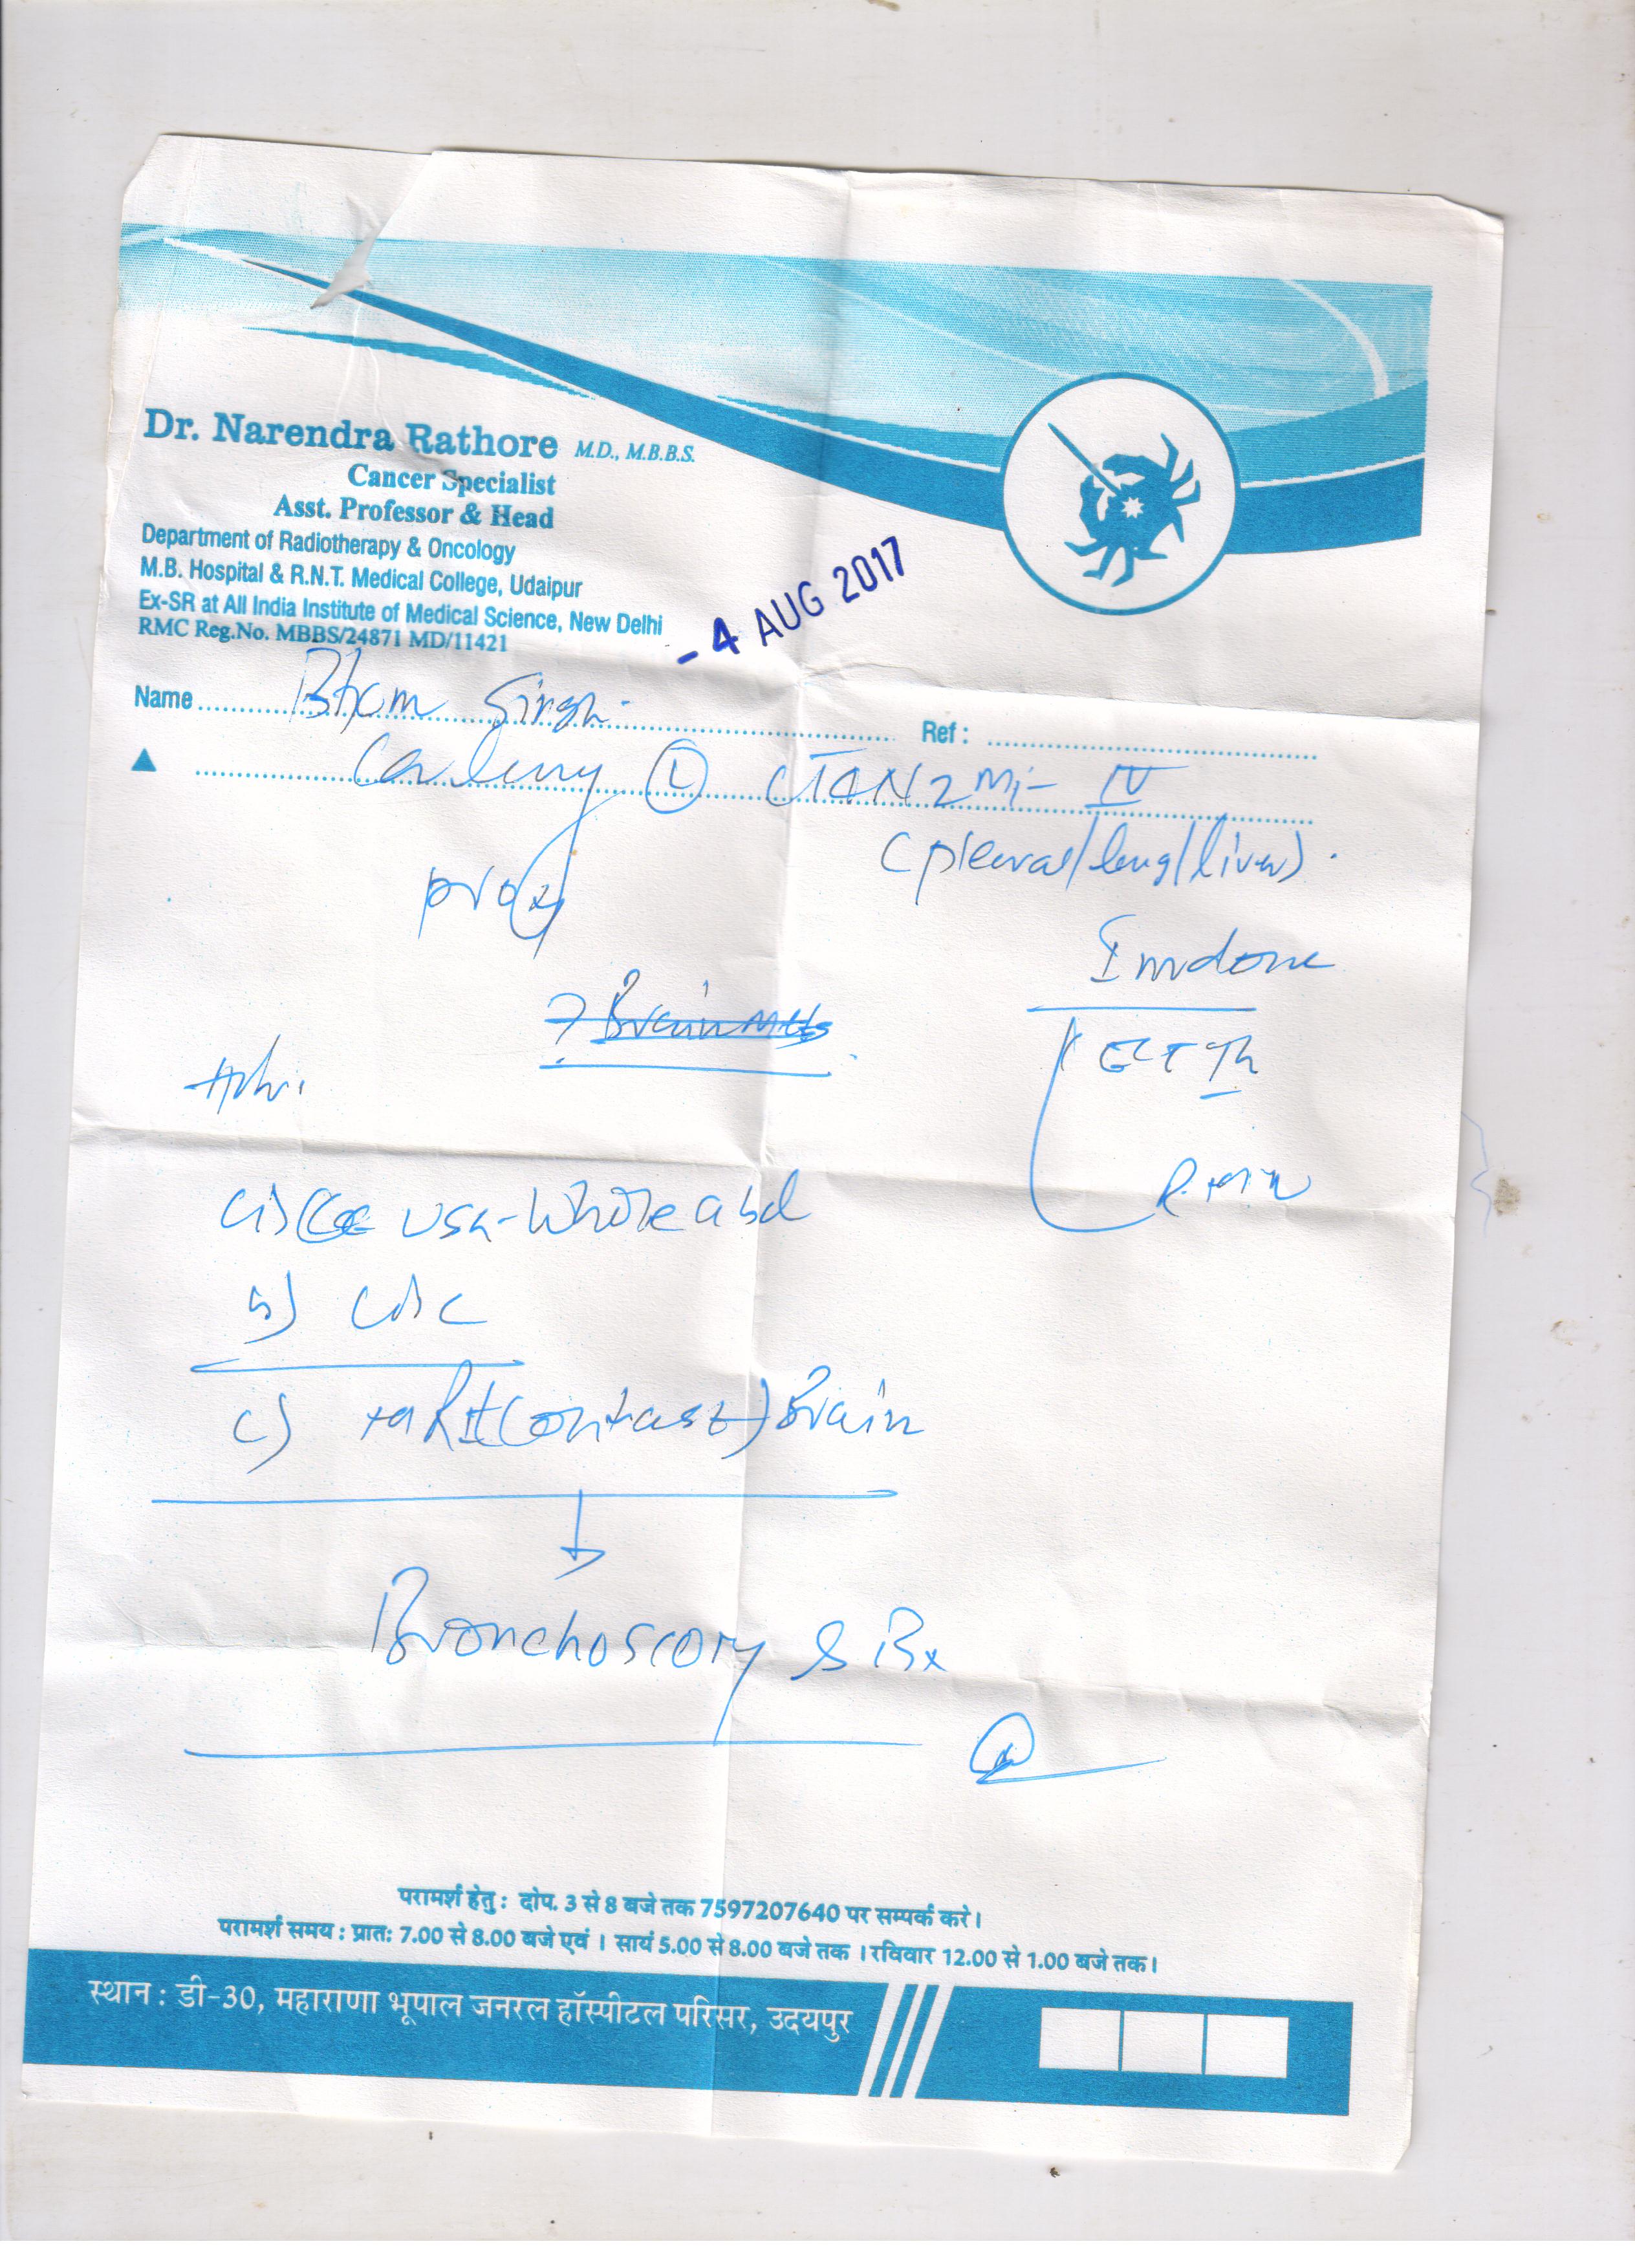 Dr. Narendra Rathore M.D., M.B.B.S.
Cancer Specialist
Asst. Professor & Head
Department of Radiotherapy & Oncology
M.B. Hospital & R.N.T. Medical College, Udaipur
Ex-SR at All India Institute of Medical Science, New Delhi
RMC Reg.No. MBBS/24871 MD/11421
- 4 AUG 2017
Name Singh
Ref :
Ca lung (L) CT4N2M1- IV
(pleural/lung/liver).
? Brain Mets
USG-Whole abd
b) CBC
c) MRI (Contrast) Brain
Bronchoscopy & Bx
परामर्श हेतु : दोप. 3 से 8 बजे तक 7597207640 पर सम्पर्क करे।
परामर्श समय : प्रातः 7.00 से 8.00 बजे एवं । सायं 5.00 से 8.00 बजे तक । रविवार 12.00 से 1.00 बजे तक।
स्थान : डी-30, महाराणा भूपाल जनरल हॉस्पीटल परिसर, उदयपुर